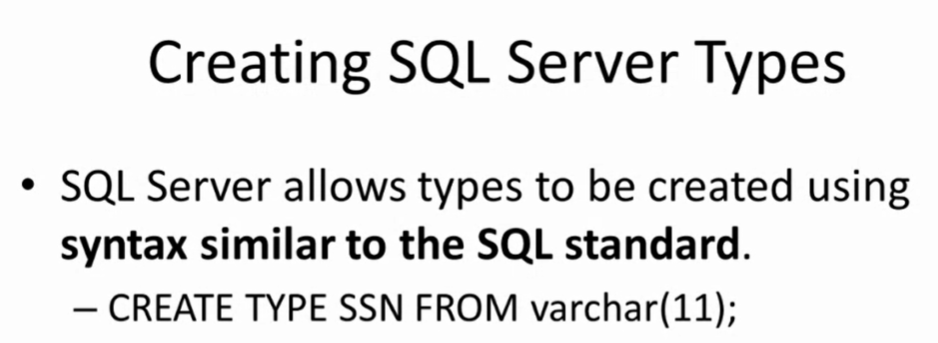 Creating SQL Server Types
• SQL Server allows types to be created using
syntax similar to the SQL standard.
– CREATE TYPE SSN FROM varchar(11);